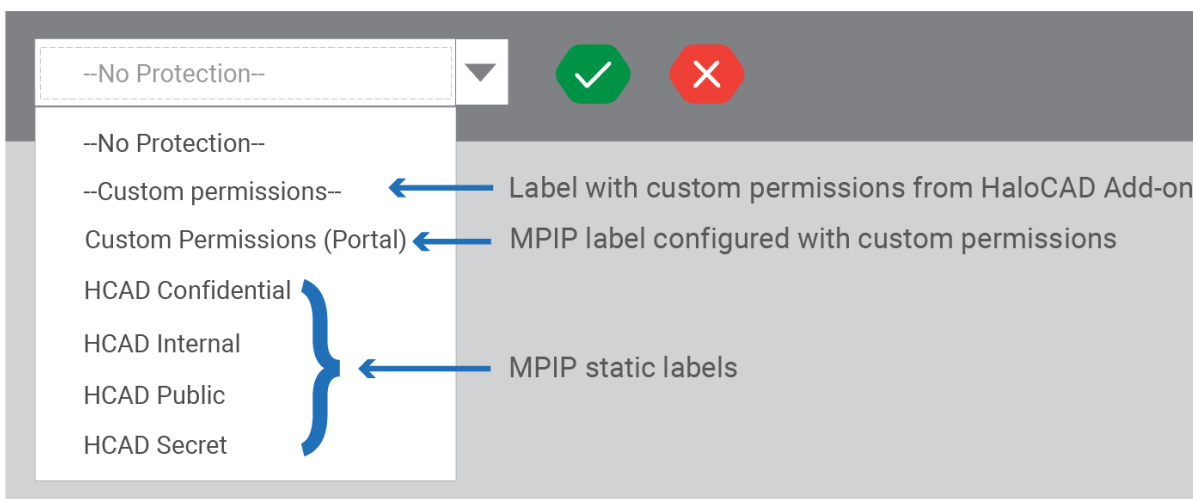 --No Protection--
--No Protection--
--Custom permissions--
Label with custom permissions from HaloCAD Add-on
Custom Permissions (Portal)
MPIP label configured with custom permissions
HCAD Confidential
HCAD Internal
MPIP static labels
HCAD Public
HCAD Secret